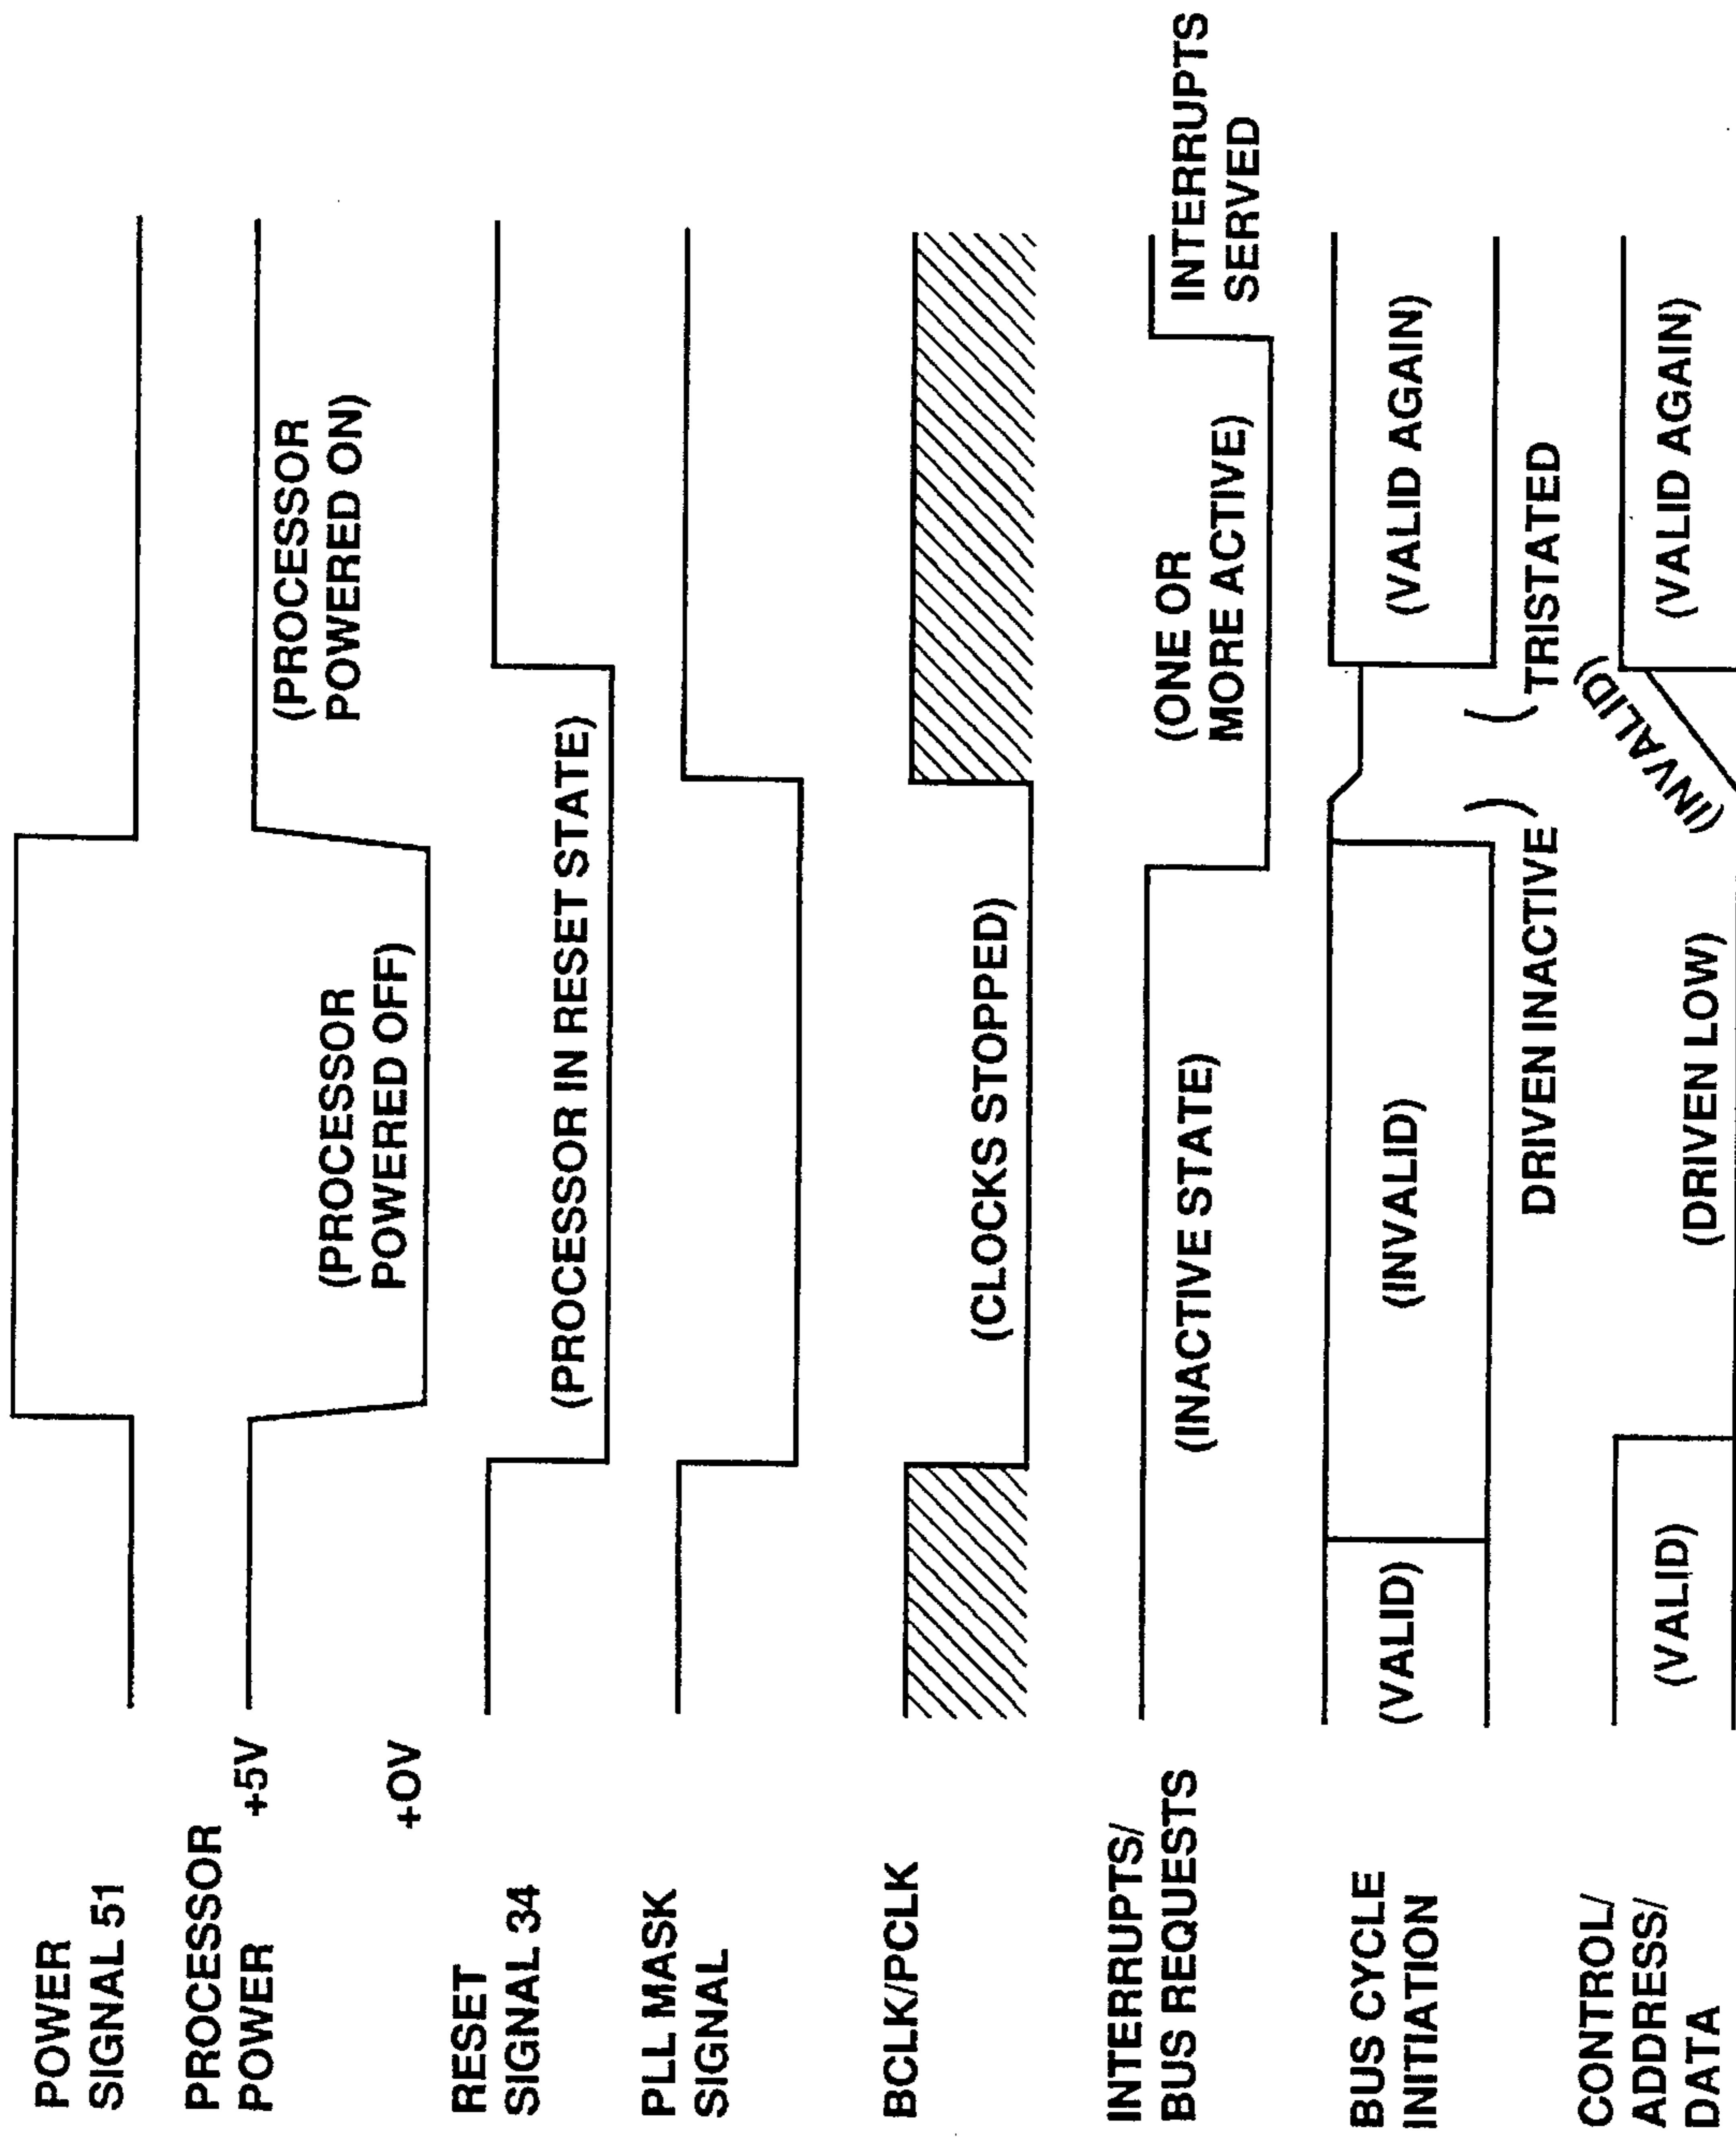 POWER
SIGNAL 51
PROCESSOR
POWER
+5V
+0V
(PROCESSOR
POWERED OFF)
(PROCESSOR
POWERED ON)
RESET
SIGNAL 34
(PROCESSOR IN RESET STATE)
PLL MASK
SIGNAL
BCLK/PCLK
(CLOCKS STOPPED)
INTERRUPTS/
BUS REQUESTS
(INACTIVE STATE)
(ONE OR
MORE ACTIVE)
INTERRUPTS
SERVED
BUS CYCLE
INITIATION
(VALID)
(INVALID)
(VALID AGAIN)
DRIVEN INACTIVE
TRISTATED
CONTROL/
ADDRESS/
DATA
(VALID)
(DRIVEN LOW)
(INVALID)
(VALID AGAIN)